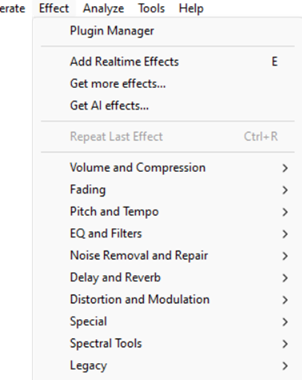 erate Effect Analyze Tools Help
Plugin Manager
Add Realtime Effects E
Get more effects...
Get AI effects...
Repeat Last Effect Ctrl+R
Volume and Compression
Fading
Pitch and Tempo
EQ and Filters
Noise Removal and Repair
Delay and Reverb
Distortion and Modulation
Special
Spectral Tools
Legacy